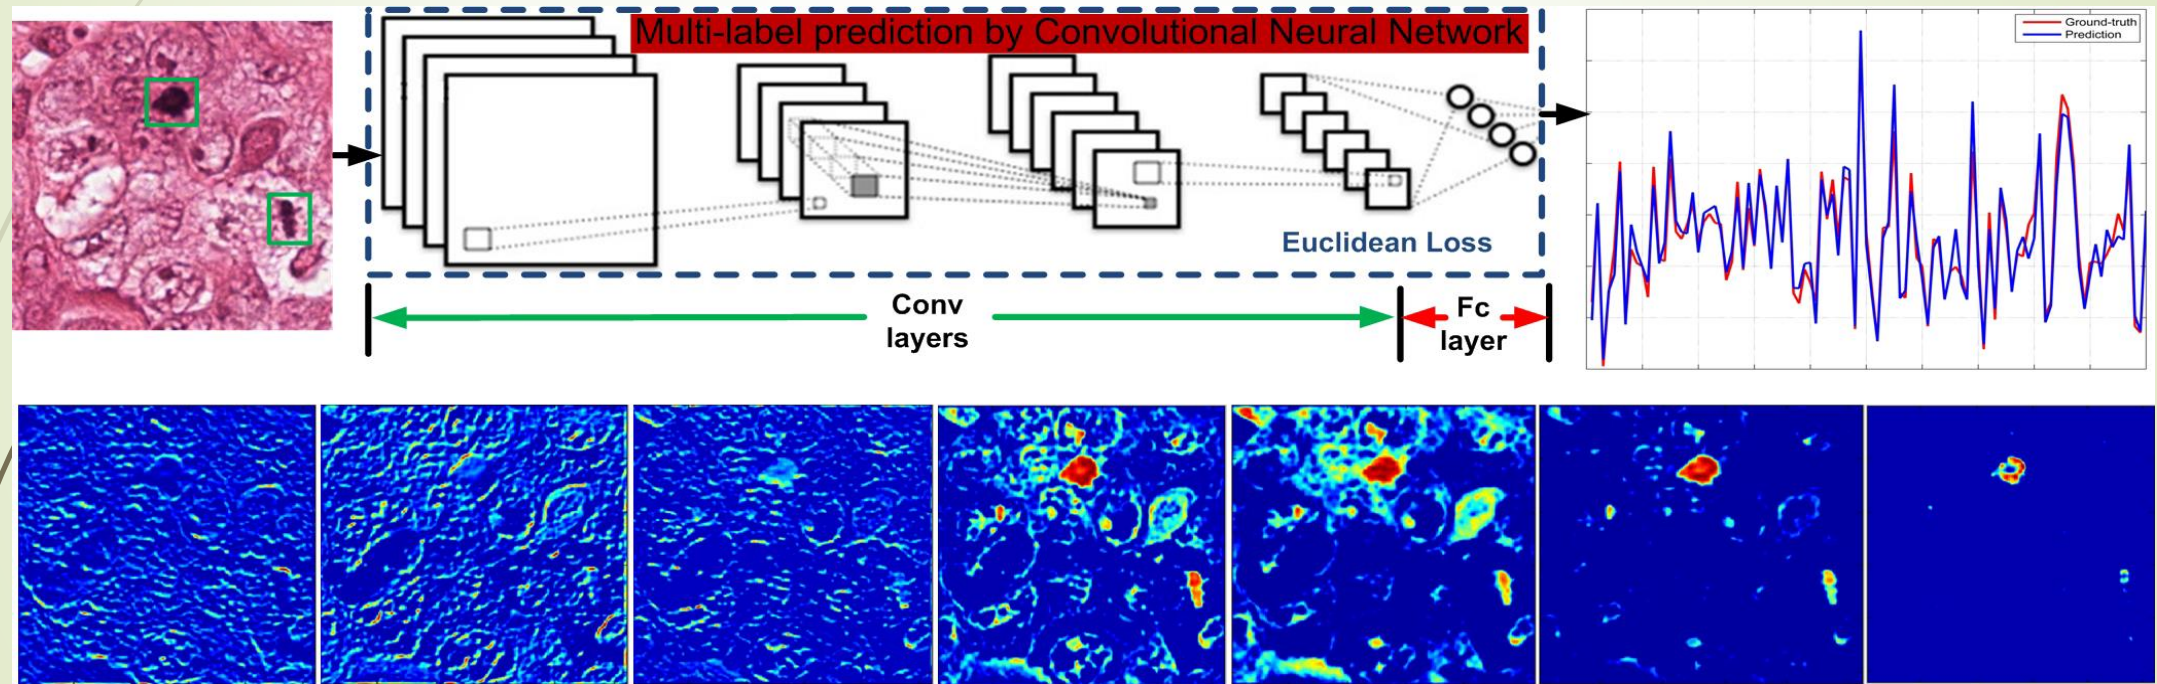 Multi-label prediction by Convolutional Neural Network
Ground-truth
Prediction
Euclidean Loss
Conv
layers
Fc
layer